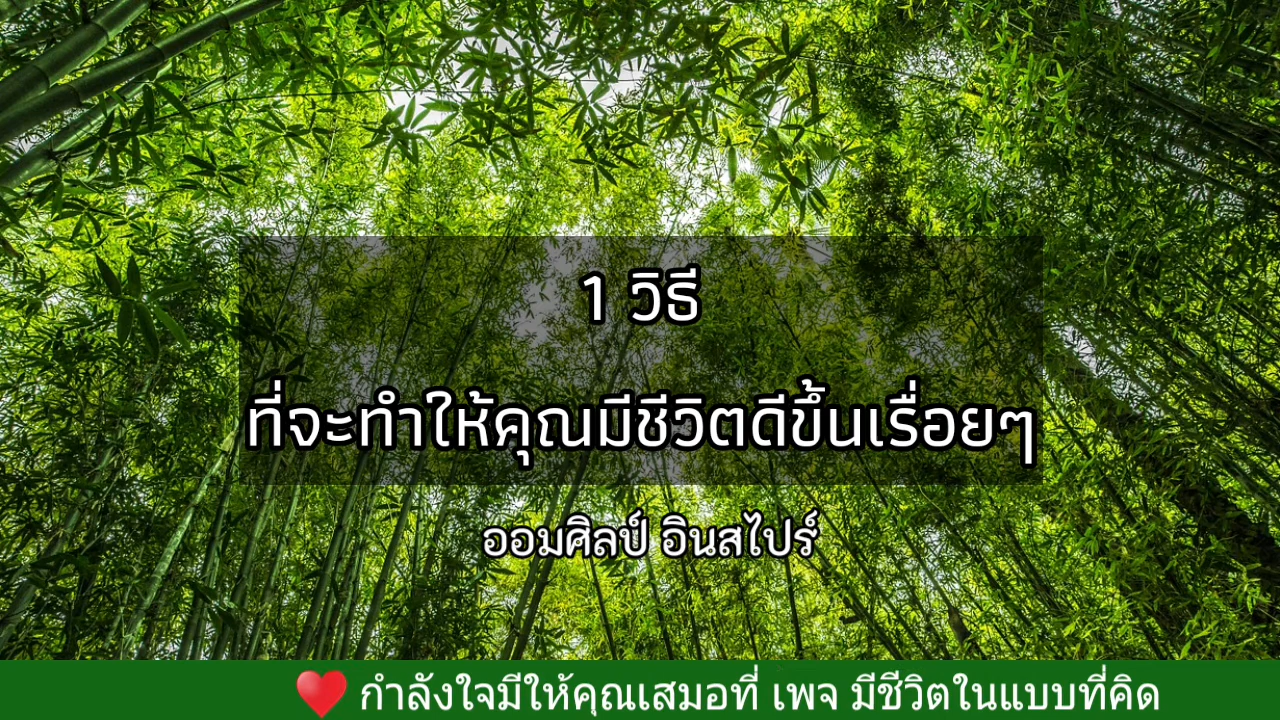 1 วิธี
ที่จะทำให้คุณมีชีวิตดีขึ้นเรื่อยๆ
ออมศิลป์ อินสไปร์
กำลังใจมีให้คุณเสมอที่ เพจ มีชีวิตในแบบที่คิด